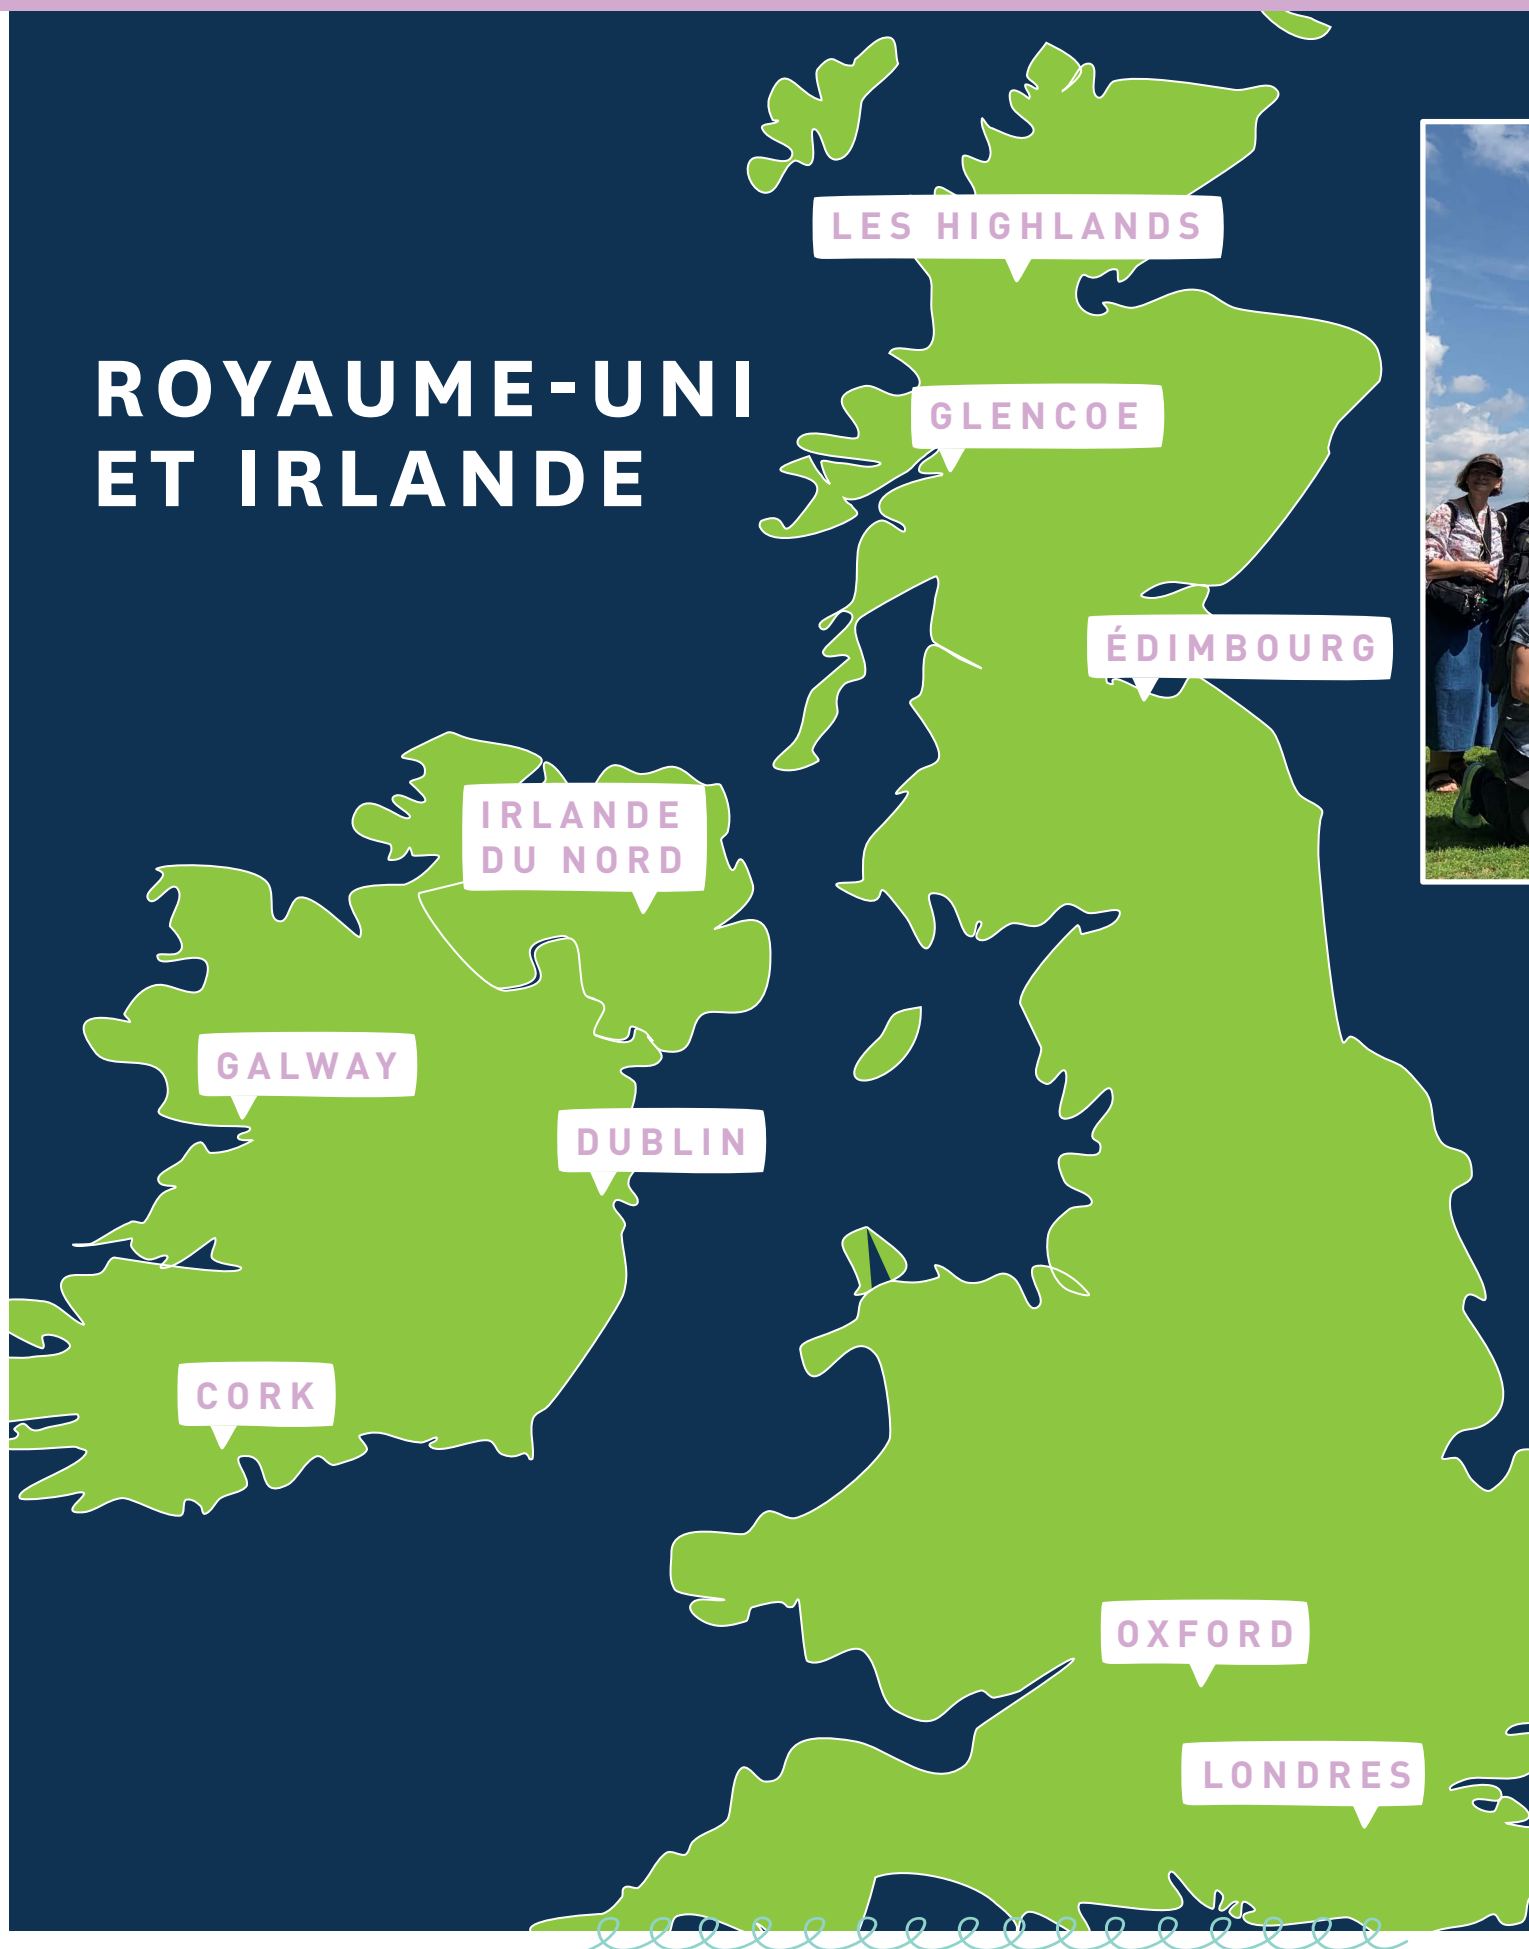 LES HIGHLANDS
ROYAUME-UNI
ET IRLANDE
GLENCOE
ÉDIMBOURG
IRLANDE
DU NORD
GALWAY
DUBLIN
CORK
OXFORD
LONDRES